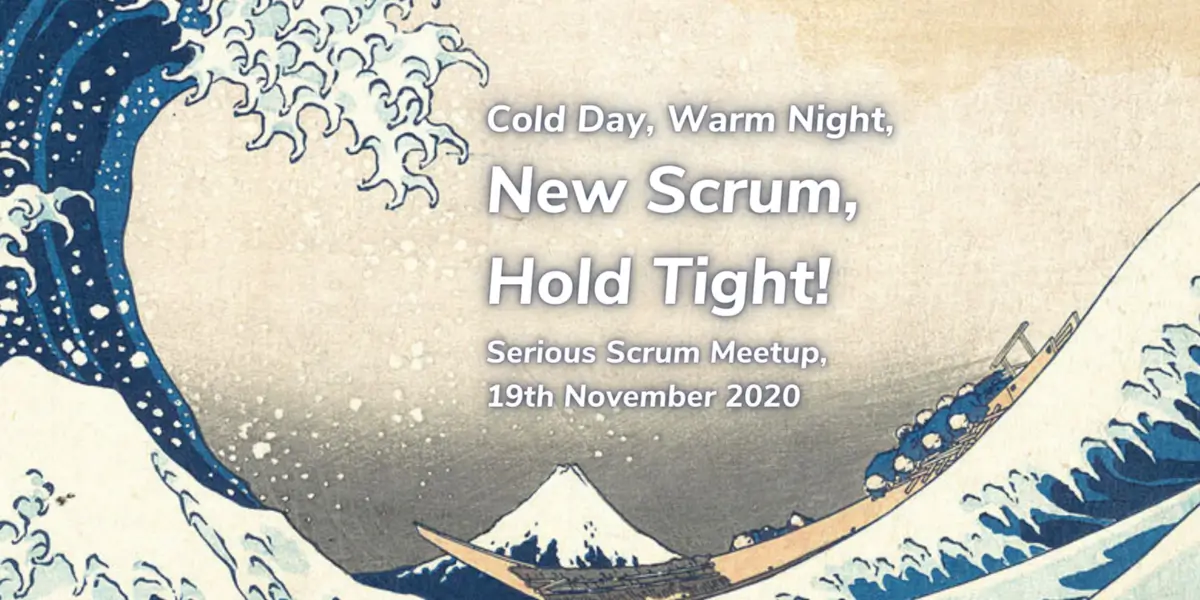 Cold Day, Warm Night,
New Scrum,
Hold Tight!
Serious Scrum Meetup,
19th November 2020